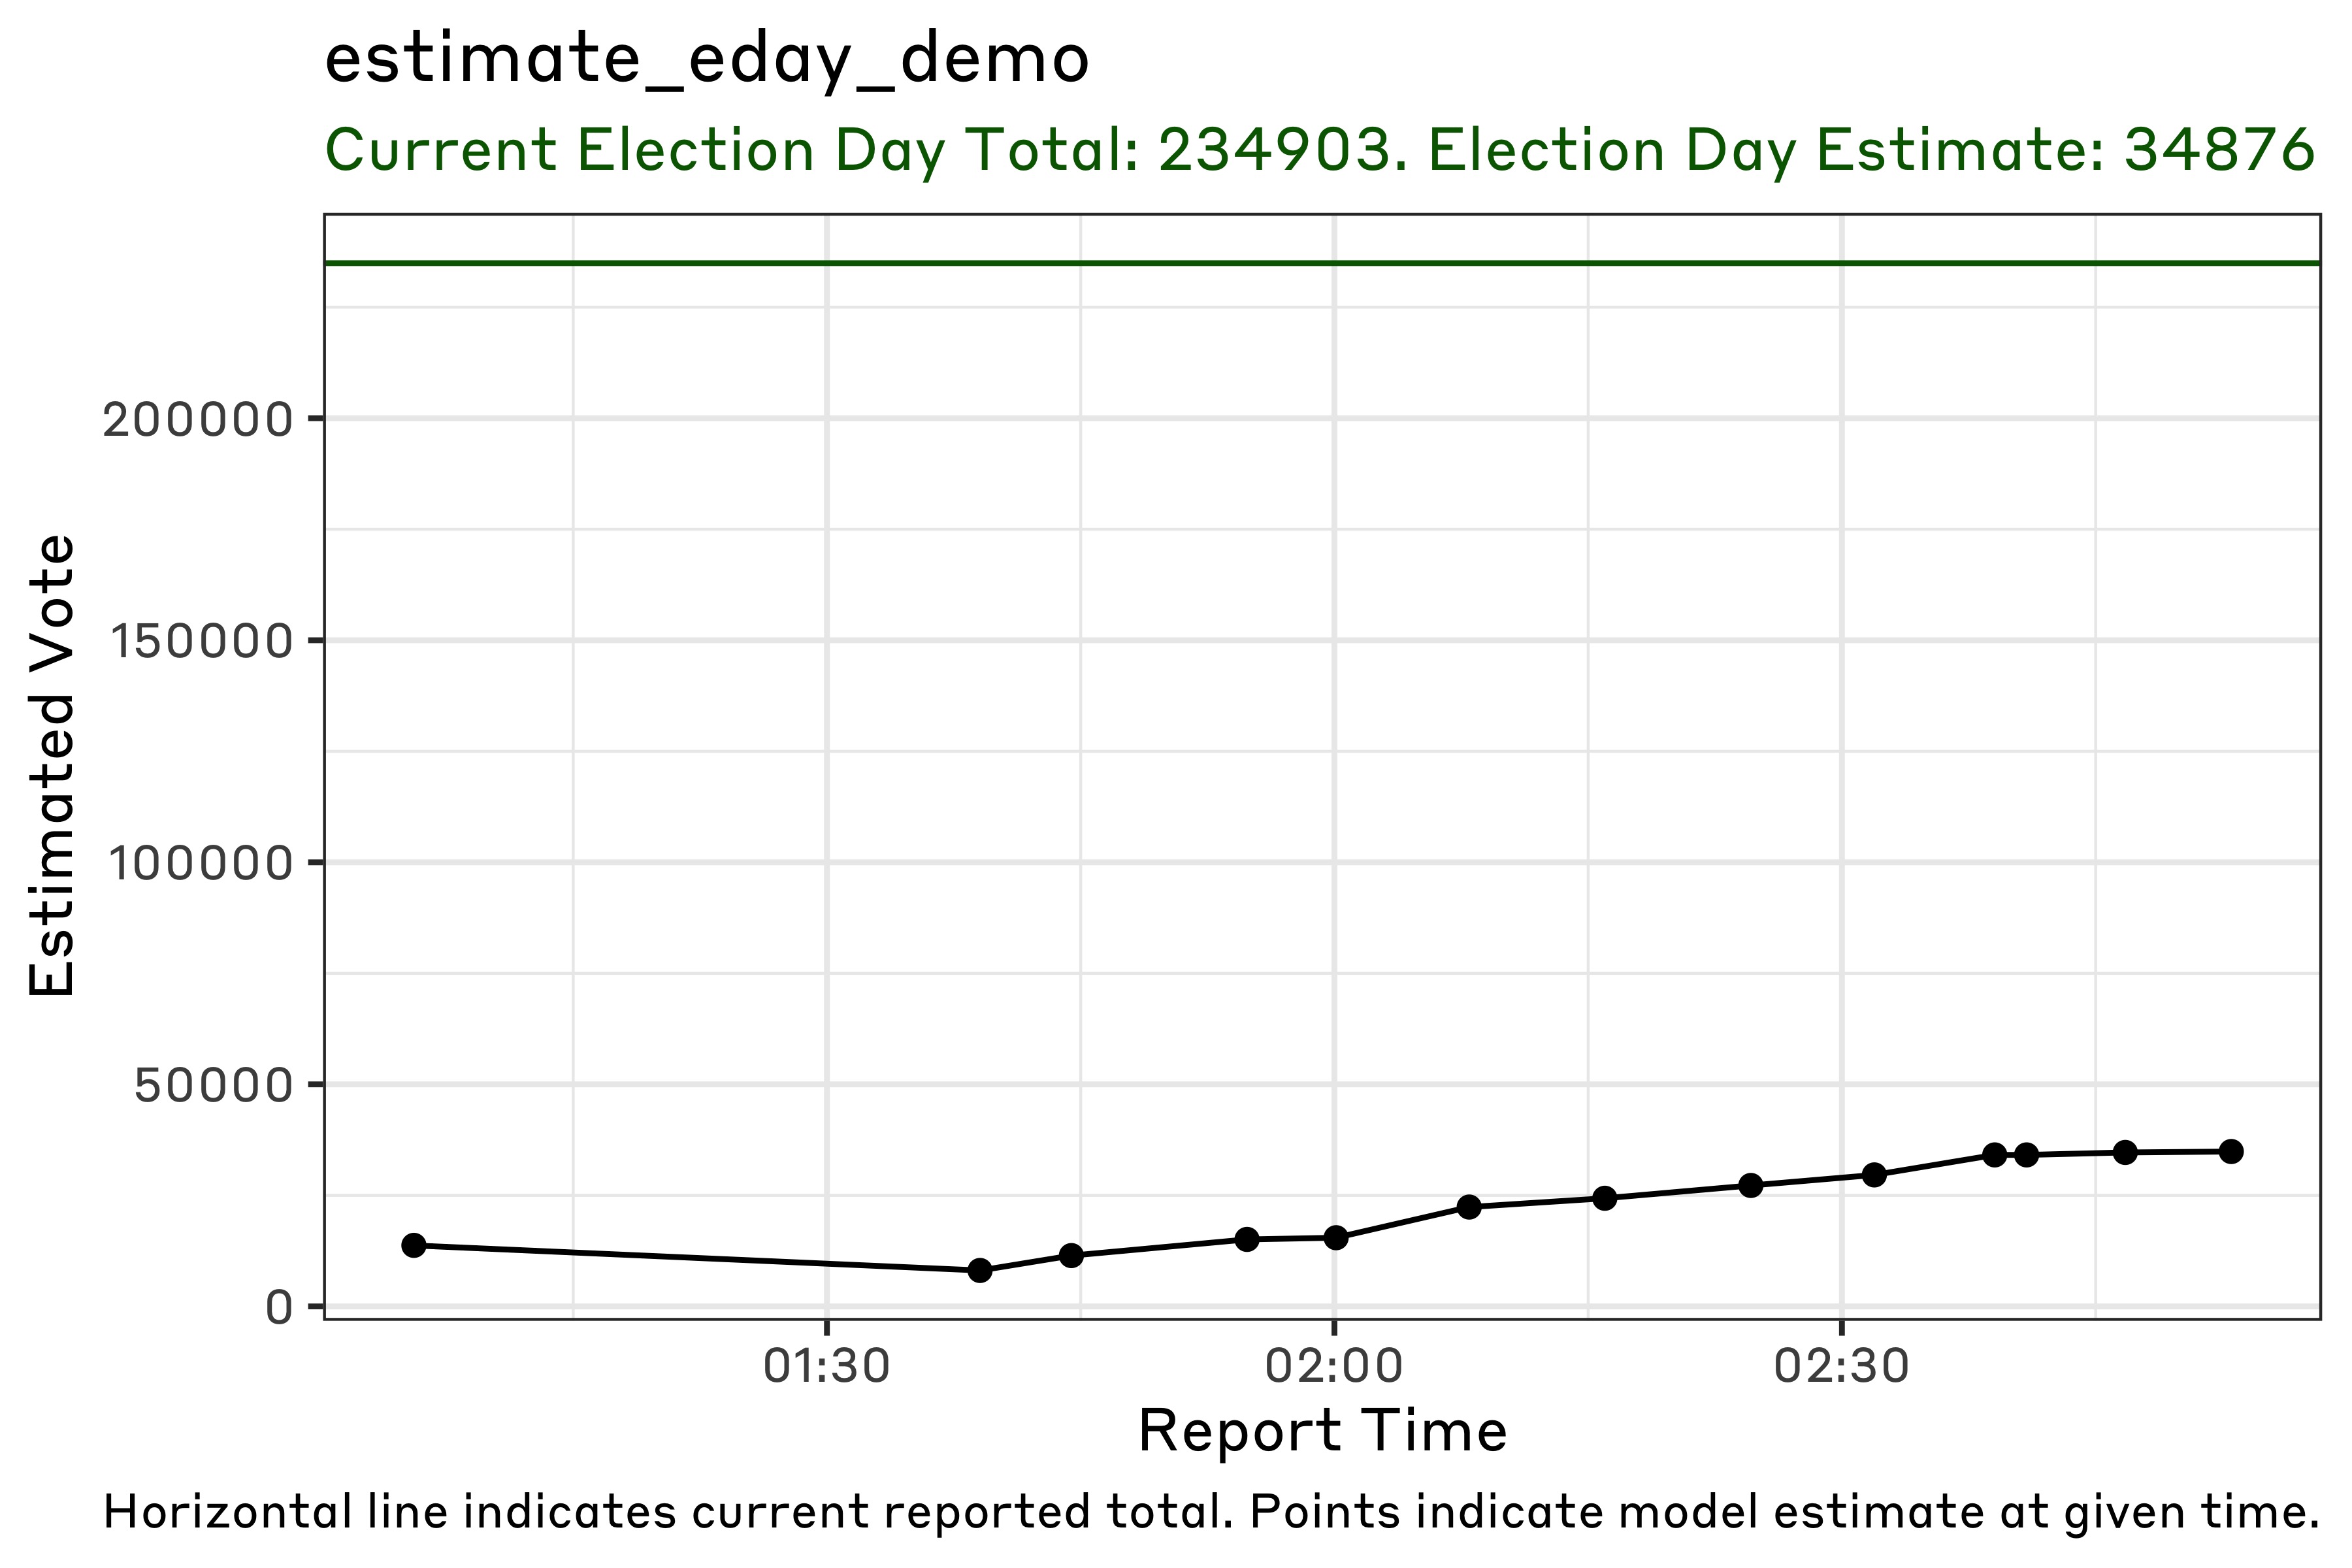 estimate_eday_demo
Current Election Day Total: 234903. Election Day Estimate: 34876
Estimated Vote
200000
150000
100000
50000
0
01:30 02:00 02:30
Report Time
Horizontal line indicates current reported total. Points indicate model estimate at given time.